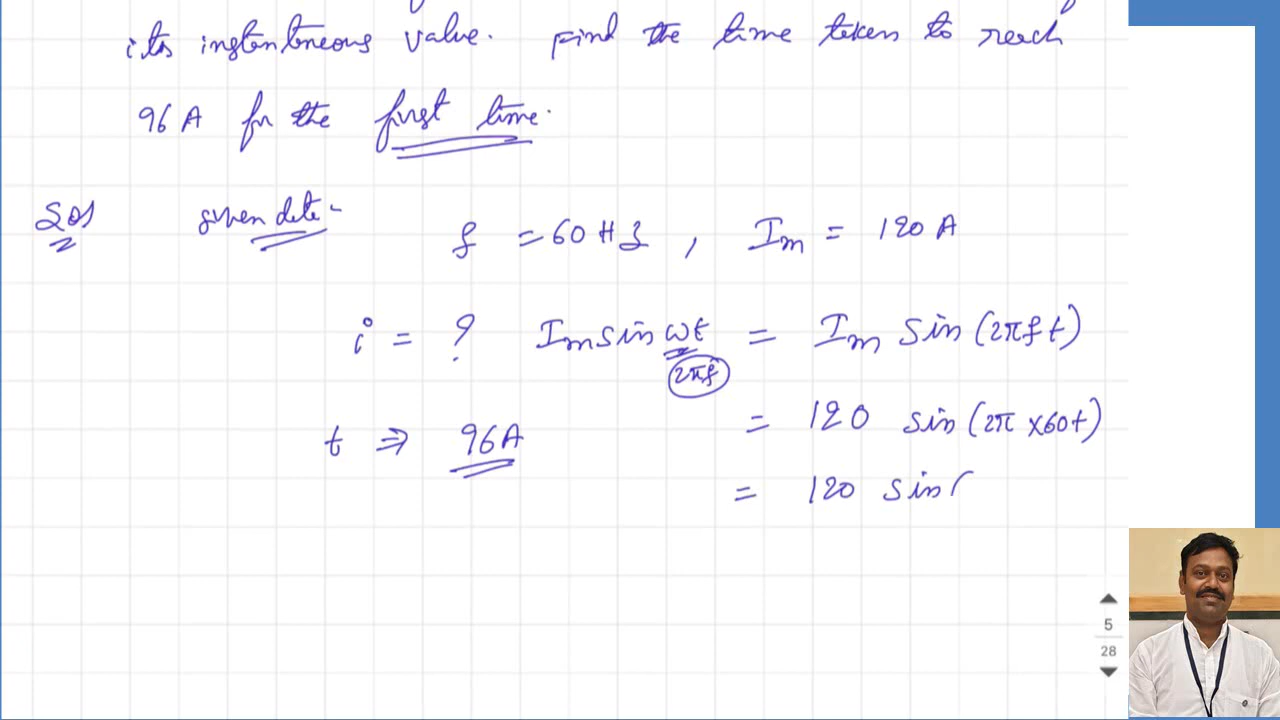 its instantaneous value. Find the time taken to reach
96 A for the first time.
Sol given data -
f = 60 Hz , Im = 120 A
i = ? Im sin ωt = Im sin (2πft)
2πf
= 120 sin (2π ×60t)
t ⇒ 96A
= 120 sin (
5
28